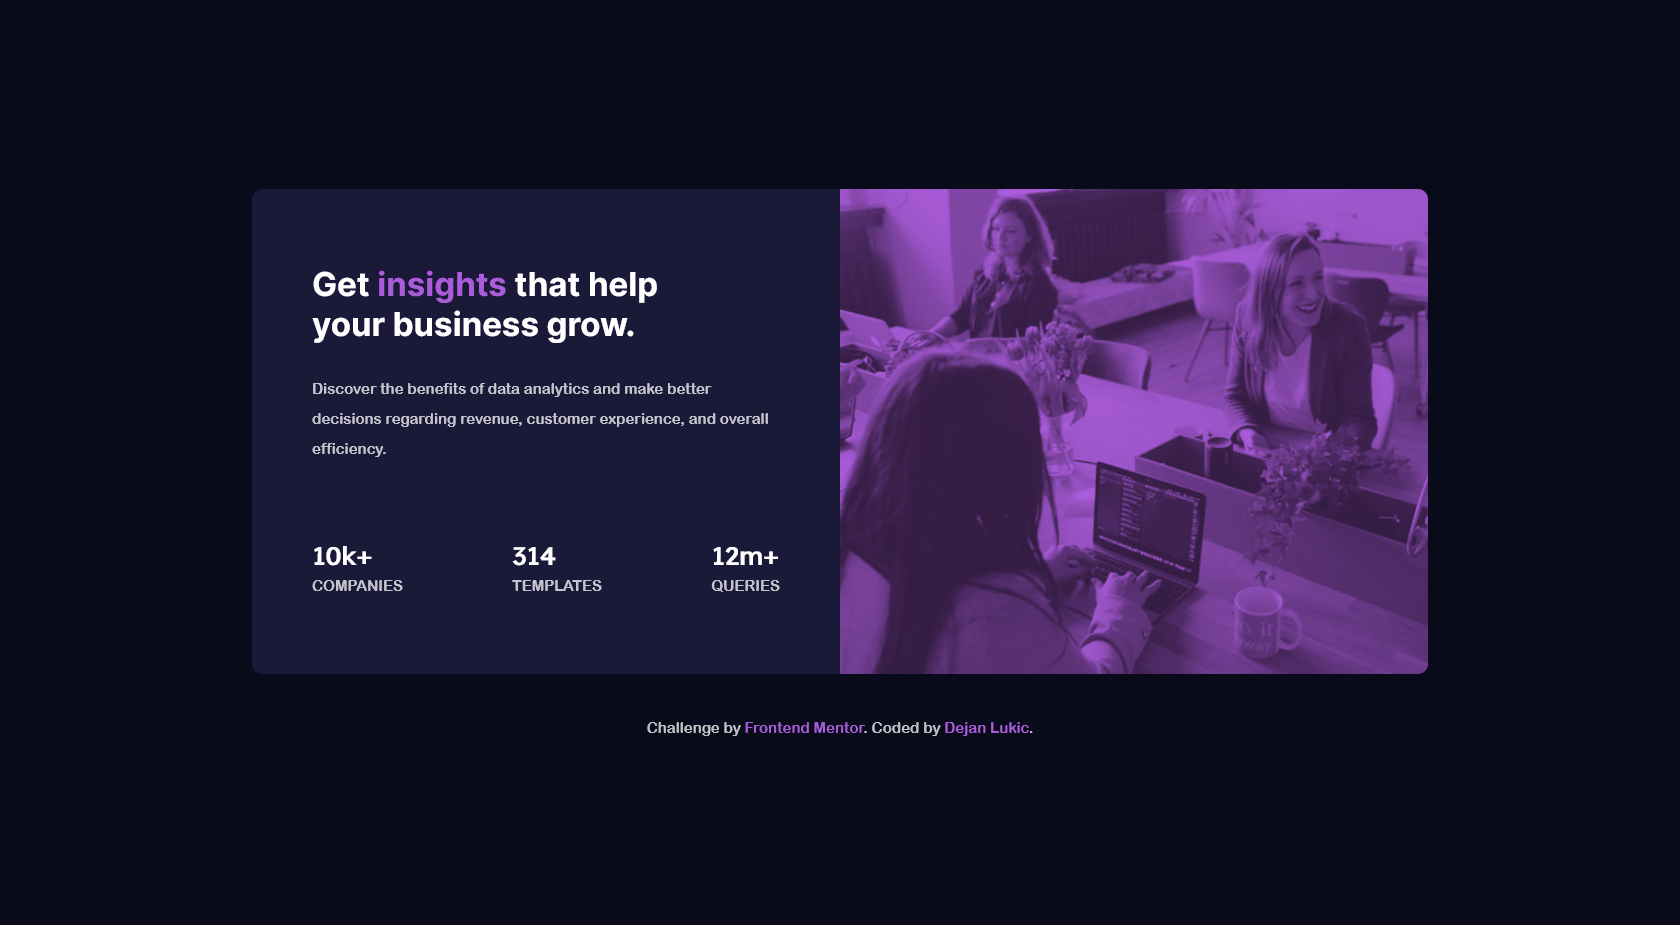 Get insights that help
your business grow.
Discover the benefits of data analytics and make better
decisions regarding revenue, customer experience, and overall
efficiency.
10k+ 314 12m+
COMPANIES TEMPLATES QUERIES
way
Challenge by Frontend Mentor. Coded by Dejan Lukic.